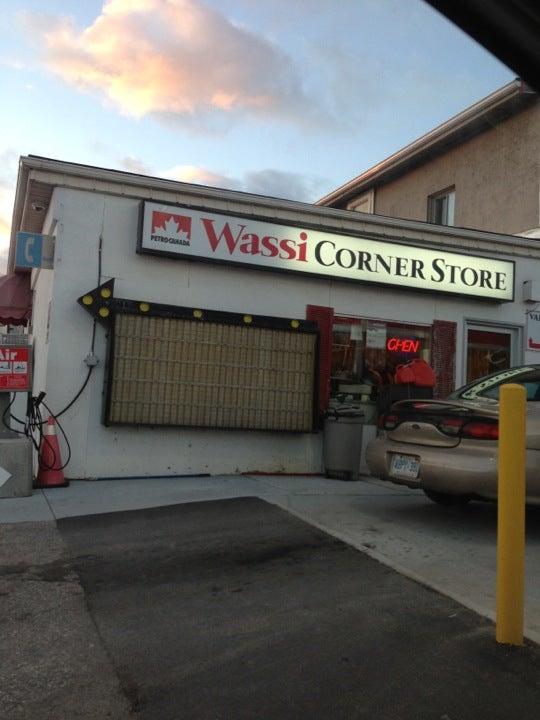 PETRO-CANADA
Wassi CORNER STORE
OPEN
Air